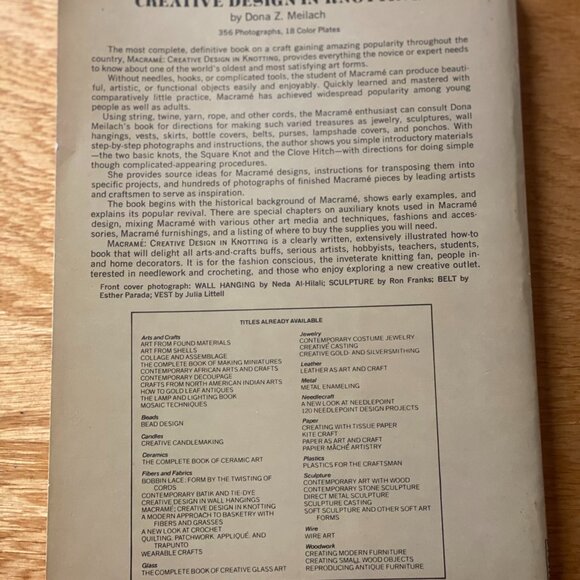 CREATIVE DESIGN IN
by Dona Z. Meilach
356 Photographs, 18 Color Plates
The most complete, definitive book on a craft gaining amazing popularity throughout the
country, MACRAMÉ: CREATIVE DESIGN IN KNOTTING, provides everything the novice or expert needs
to know about one of the world's oldest and most satisfying art forms.
Without needles, hooks, or complicated tools, the student of Macramé can produce beauti-
ful, artistic, or functional objects easily and enjoyably. Quickly learned and mastered with
comparatively little practice, Macramé has achieved widespread popularity among young
people as well as adults.
Using string, twine, yarn, rope, and other cords, the Macramé enthusiast can consult Dona
Meilach's book for directions for making such varied treasures as jewelry, sculptures, wall
hangings, vests, skirts, bottle covers, belts, purses, lampshade covers, and ponchos. With
step-by-step photographs and instructions, the author shows you simple introductory materials
—the two basic knots, the Square Knot and the Clove Hitch—with directions for doing simple
though complicated-appearing procedures.
She provides source ideas for Macramé designs, instructions for transposing them into
specific projects, and hundreds of photographs of finished Macramé pieces by leading artists
and craftsmen to serve as inspiration.
The book begins with the historical background of Macramé, shows early examples, and
explains its popular revival. There are special chapters on auxiliary knots used in Macramé
design, mixing Macramé with various other art media and techniques, fashions and acces-
sories, Macramé furnishings, and a listing of where to buy the supplies you will need.
MACRAMÉ: CREATIVE DESIGN IN KNOTTING is a clearly written, extensively illustrated how-to
book that will delight all arts-and-crafts buffs, serious artists, hobbyists, teachers, students,
and home decorators. It is for the fashion conscious, the inveterate knotting fan, people in-
terested in needlework and crocheting, and those who enjoy exploring a new creative outlet.
Front cover photograph: WALL HANGING by Neda Al-Hilali; SCULPTURE by Ron Franks; BELT by
Esther Parada; VEST by Julia Littell
TITLES ALREADY AVAILABLE
Arts and Crafts
ART FROM FOUND MATERIALS
ART FROM SHELLS
COLLAGE AND ASSEMBLAGE
THE COMPLETE BOOK OF MAKING MINIATURES
CONTEMPORARY AFRICAN ARTS AND CRAFTS
CONTEMPORARY DECOUPAGE
CRAFTS FROM NORTH AMERICAN INDIAN ARTS
HOW TO GOLD LEAF ANTIQUES
THE LAMP AND LIGHTING BOOK
MOSAIC TECHNIQUES
Beads
BEAD DESIGN
Candles
CREATIVE CANDLEMAKING
Ceramics
THE COMPLETE BOOK OF CERAMIC ART
Fibers and Fabrics
BOBBIN LACE: FORM BY THE TWISTING OF
CORDS
CONTEMPORARY BATIK AND TIE-DYE
CREATIVE DESIGN IN WALL HANGINGS
MACRAMÉ: CREATIVE DESIGN IN KNOTTING
A MODERN APPROACH TO BASKETRY WITH
FIBERS AND GRASSES
A NEW LOOK AT CROCHET
QUILTING, PATCHWORK, APPLIQUÉ, AND
TRAPUNTO
WEARABLE CRAFTS
Glass
THE COMPLETE BOOK OF CREATIVE GLASS ART
Jewelry
CONTEMPORARY COSTUME JEWELRY
CREATIVE CASTING
CREATIVE GOLD- AND SILVERSMITHING
Leather
LEATHER AS ART AND CRAFT
Metal
METAL ENAMELING
Needlecraft
A NEW LOOK AT NEEDLEPOINT
120 NEEDLEPOINT DESIGN PROJECTS
Paper
CREATING WITH TISSUE PAPER
KITE CRAFT
PAPER AS ART AND CRAFT
PAPIER-MÂCHÉ ARTISTRY
Plastics
PLASTICS FOR THE CRAFTSMAN
Sculpture
CONTEMPORARY ART WITH WOOD
CONTEMPORARY STONE SCULPTURE
DIRECT METAL SCULPTURE
SCULPTURE CASTING
SOFT SCULPTURE AND OTHER SOFT ART
FORMS
Wire
WIRE ART
Woodwork
CREATING MODERN FURNITURE
CREATING SMALL WOOD OBJECTS
REPRODUCING ANTIQUE FURNITURE